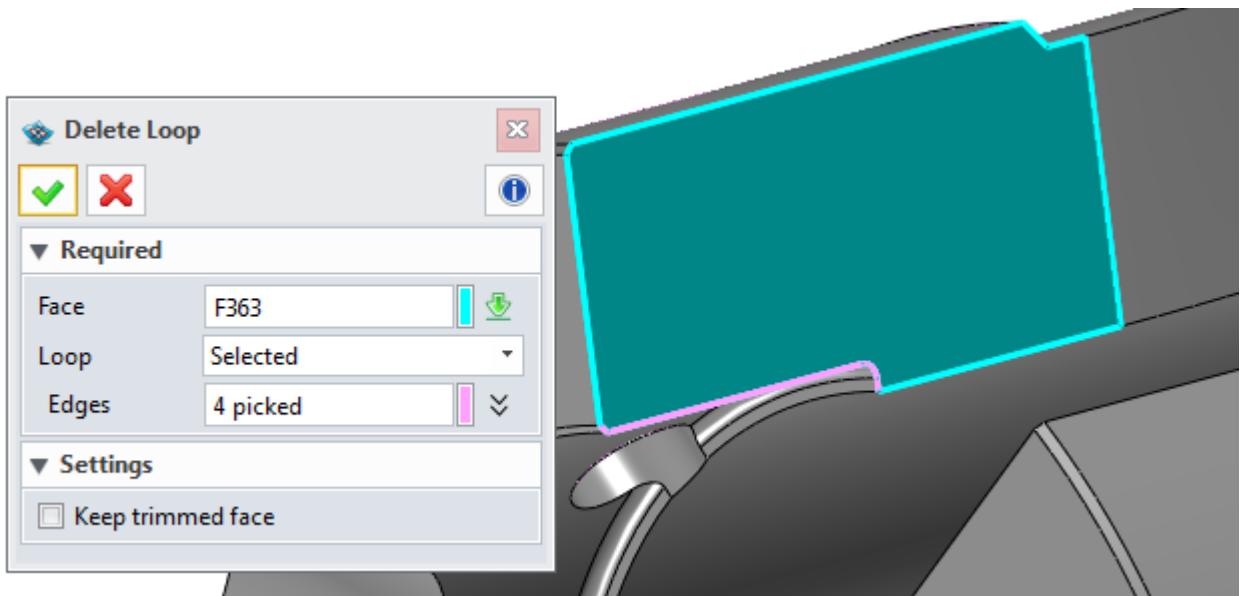 Delete Loop
Required
Face F363
Loop Selected
Edges 4 picked
Settings
Keep trimmed face